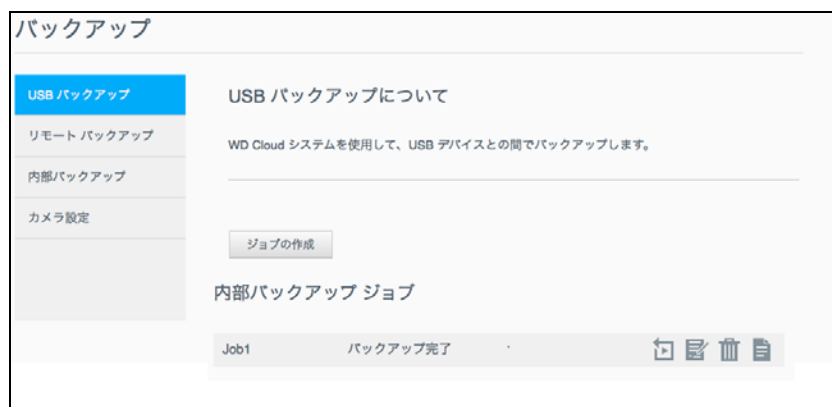 バックアップ
USB バックアップ
リモート バックアップ
内部バックアップ
カメラ設定
USB バックアップについて
WD Cloud システムを使用して、USB デバイスとの間でバックアップします。
ジョブの作成
内部バックアップ ジョブ
Job1 バックアップ完了